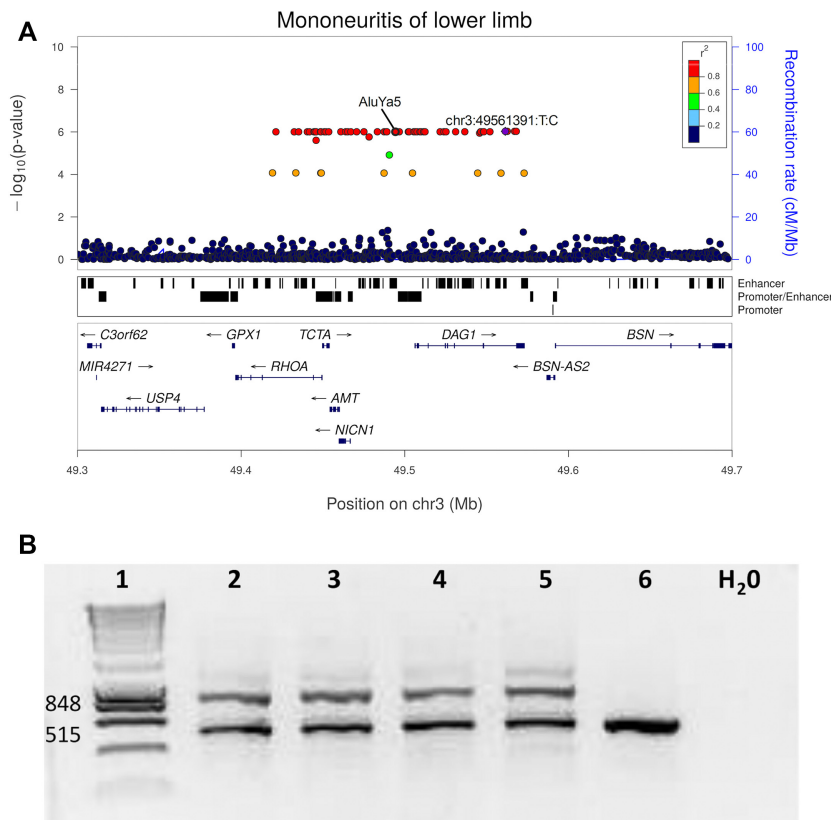 A
Mononeuritis of lower limb
− log10(p-value)
10
8
6
4
2
0
AluYa5
chr3:49561391:T:C
r2
0.8
0.6
0.4
0.2
100
80
60
40
20
0
Recombination rate (cM/Mb)
Enhancer
Promoter/Enhancer
Promoter
C3orf62 GPX1 TCTA DAG1 BSN
MIR4271 RHOA BSN-AS2
USP4 AMT
NICN1
49.3 49.4 49.5 49.6 49.7
Position on chr3 (Mb)
B
1 2 3 4 5 6 H20
848
515